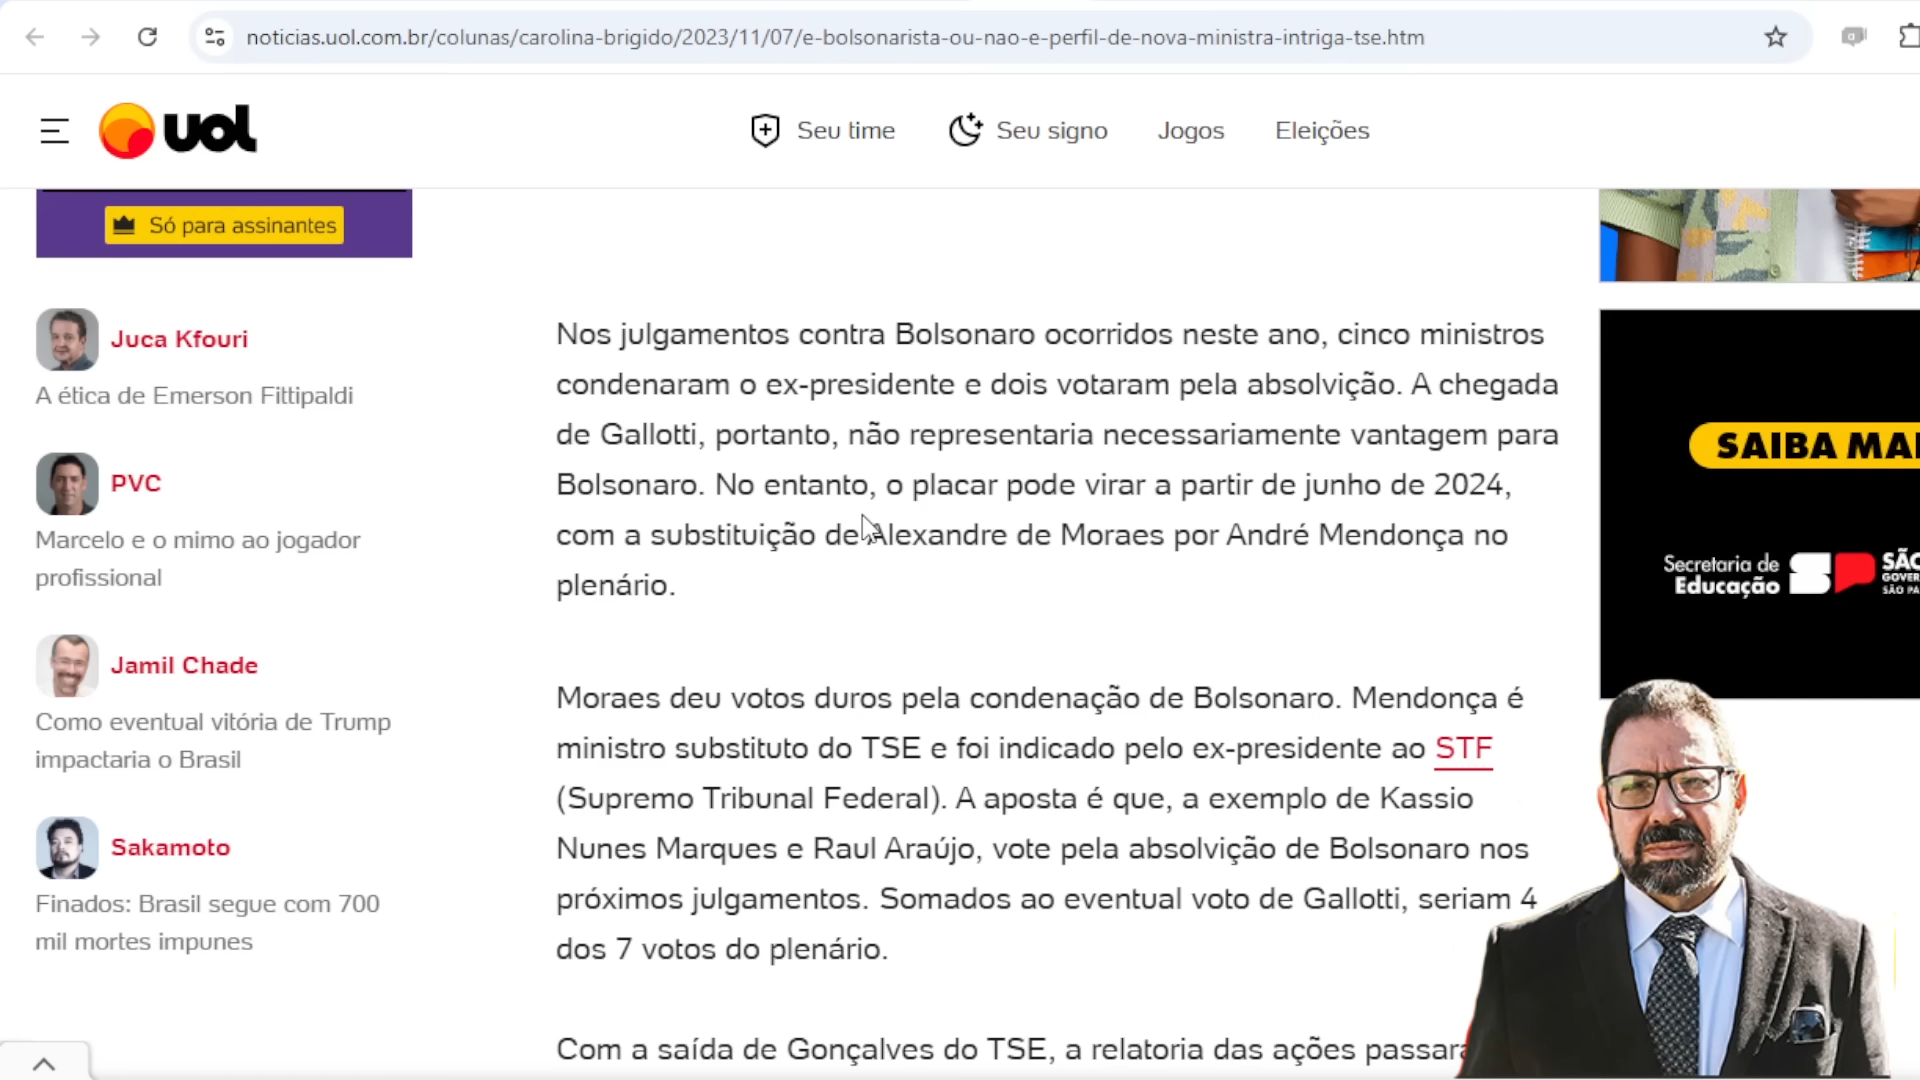 noticias.uol.com.br/colunas/carolina-brigido/2023/11/07/e-bolsonarista-ou-nao-e-perfil-de-nova-ministra-intriga-tse.htm
uol
Seu time
Seu signo
Jogos
Eleições
Só para assinantes
Juca Kfouri
A ética de Emerson Fittipaldi
PVC
Marcelo e o mimo ao jogador
profissional
Jamil Chade
Como eventual vitória de Trump
impactaria o Brasil
Sakamoto
Finados: Brasil segue com 700
mil mortes impunes
Nos julgamentos contra Bolsonaro ocorridos neste ano, cinco ministros
condenaram o ex-presidente e dois votaram pela absolvição. A chegada
de Gallotti, portanto, não representaria necessariamente vantagem para
Bolsonaro. No entanto, o placar pode virar a partir de junho de 2024,
com a substituição de Alexandre de Moraes por André Mendonça no
plenário.
Moraes deu votos duros pela condenação de Bolsonaro. Mendonça é
ministro substituto do TSE e foi indicado pelo ex-presidente ao STF
(Supremo Tribunal Federal). A aposta é que, a exemplo de Kassio
Nunes Marques e Raul Araújo, vote pela absolvição de Bolsonaro nos
próximos julgamentos. Somados ao eventual voto de Gallotti, seriam 4
dos 7 votos do plenário.
Com a saída de Gonçalves do TSE, a relatoria das ações passar
SAIBA MA
Secretaria de
Educação
SÃO
GOVER
SÃO PA